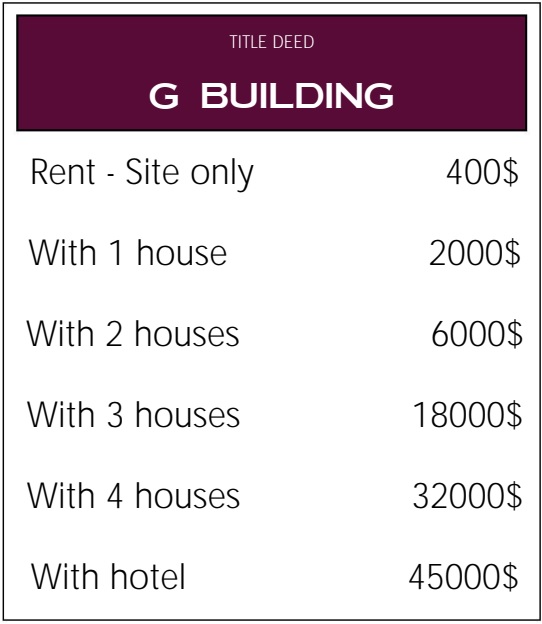 TITLE DEED
G BUILDING
Rent - Site only 400$
With 1 house 2000$
With 2 houses 6000$
With 3 houses 18000$
With 4 houses 32000$
With hotel 45000$